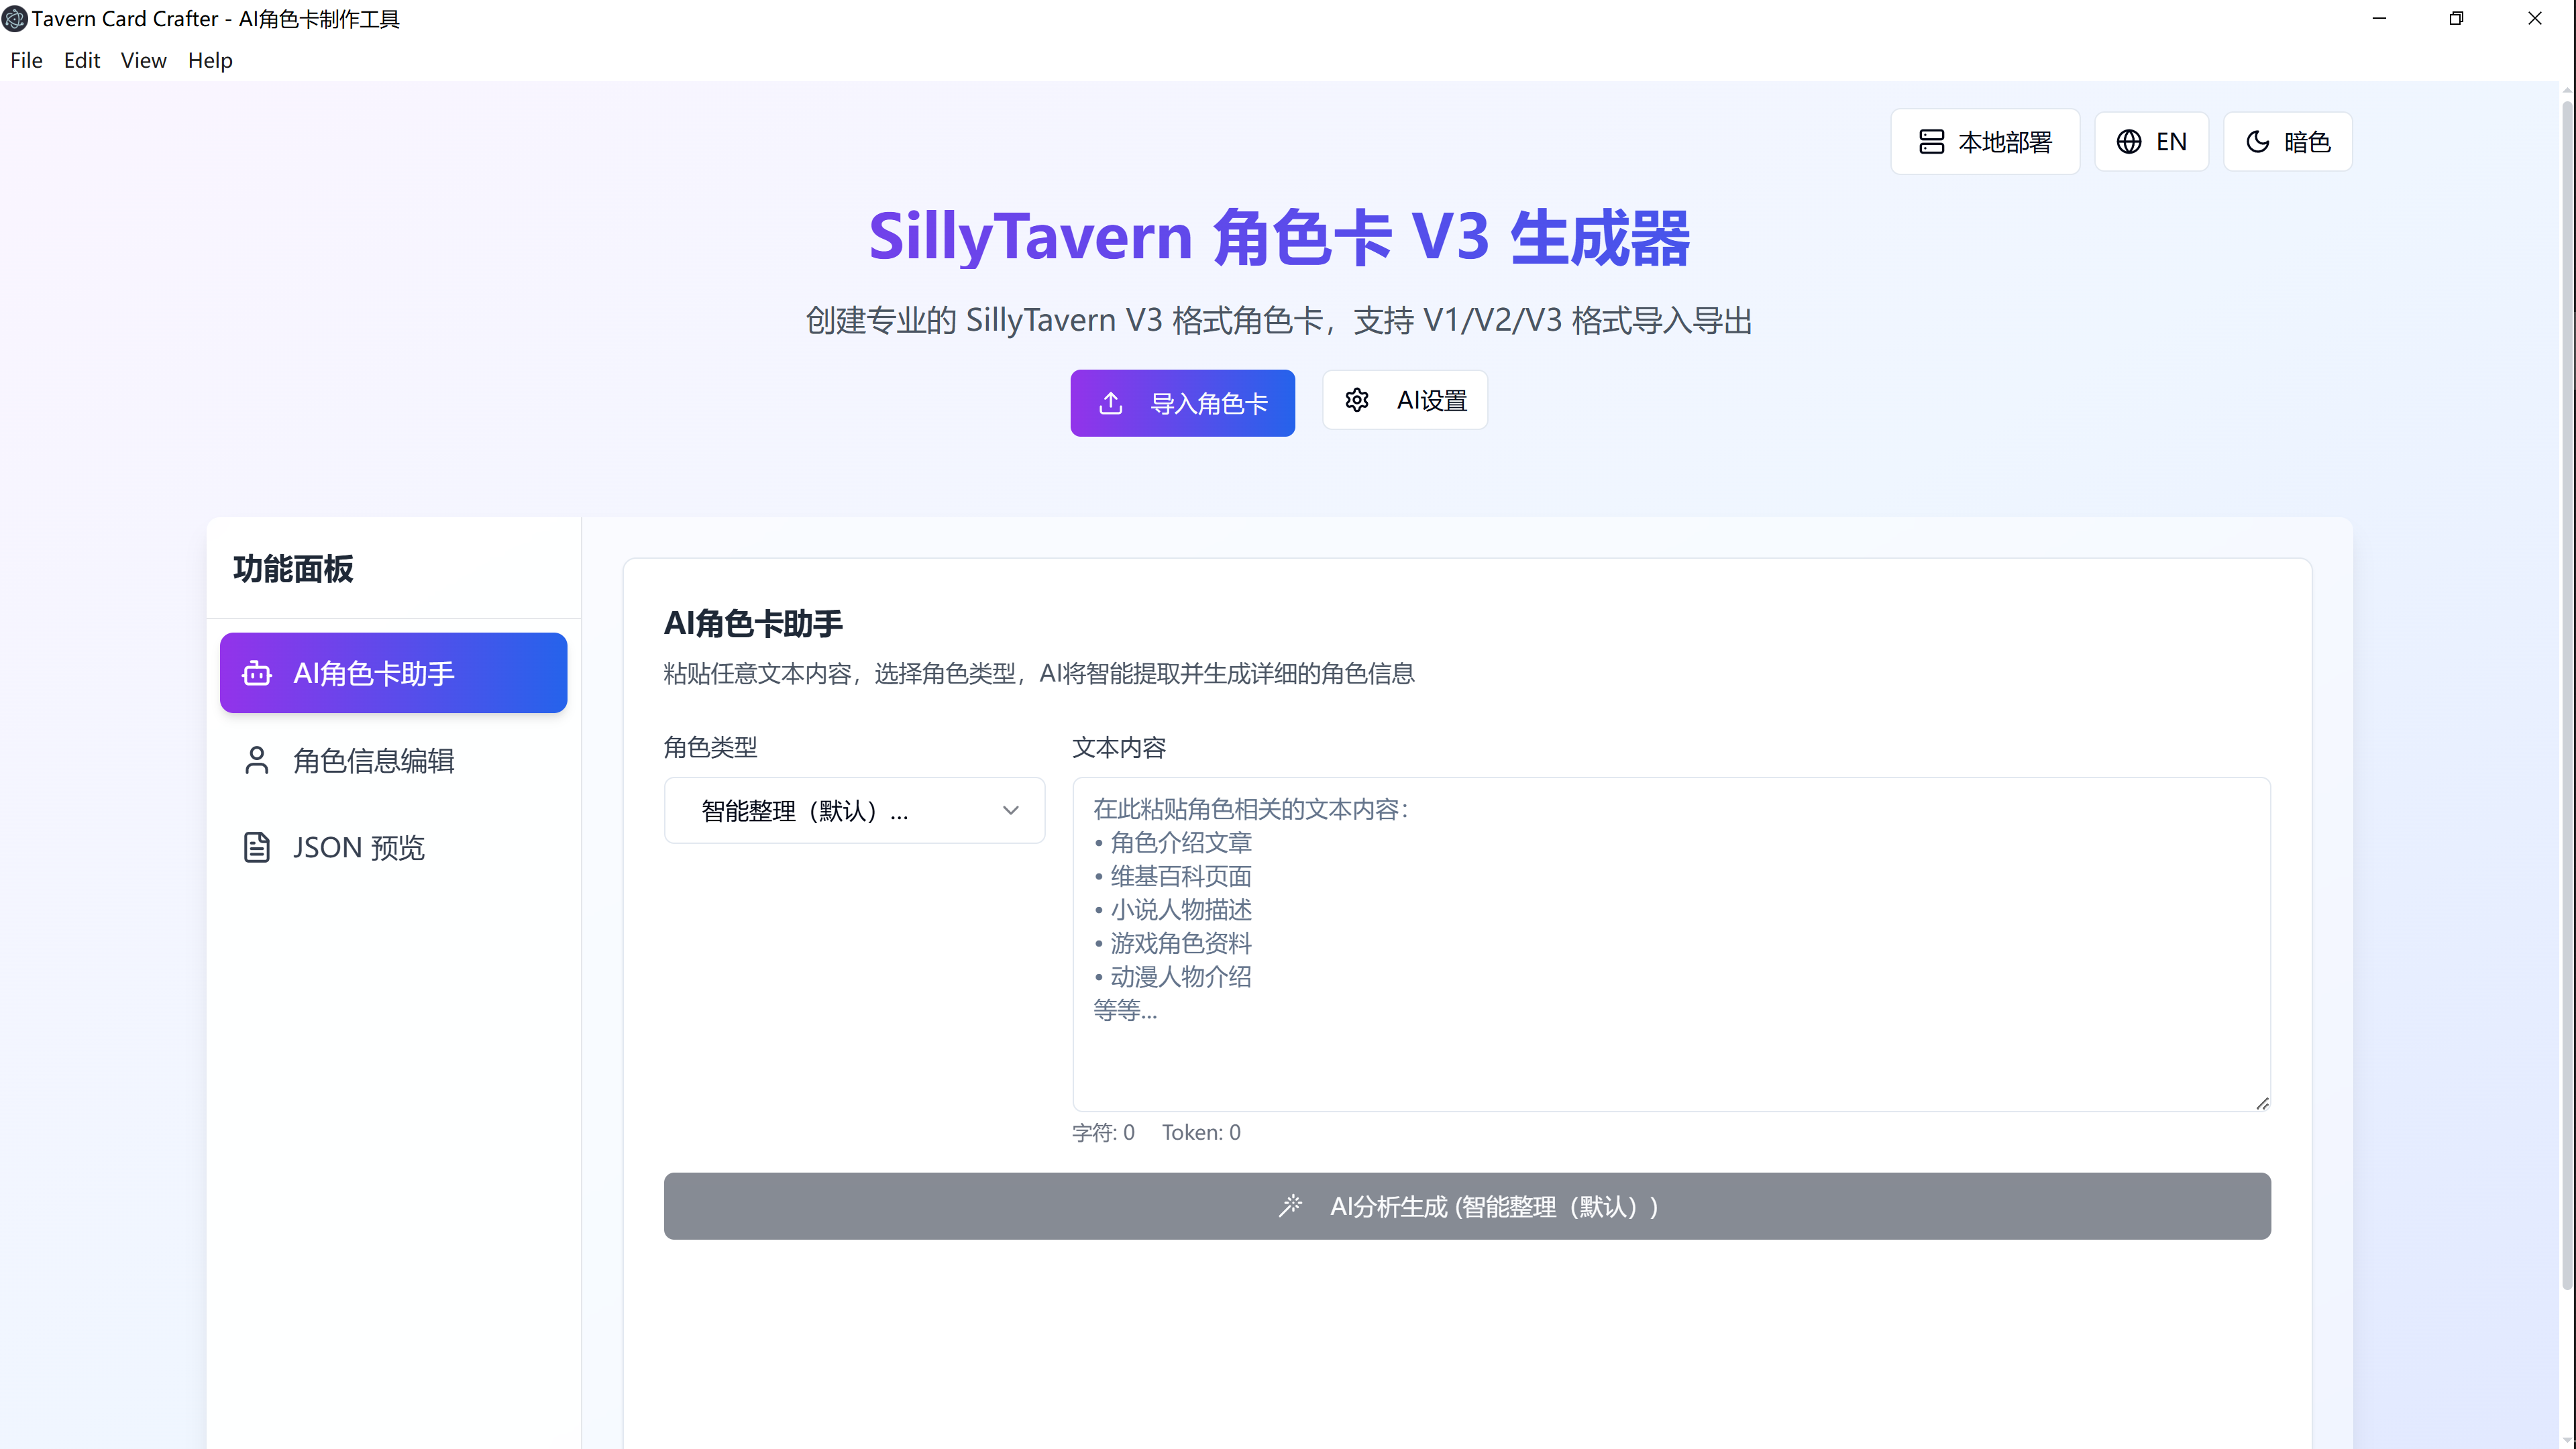 Tavern Card Crafter - AI角色卡制作工具
File Edit View Help
本地部署 EN 暗色
SillyTavern 角色卡 V3 生成器
创建专业的 SillyTavern V3 格式角色卡，支持 V1/V2/V3 格式导入导出
导入角色卡 AI设置
功能面板
AI角色卡助手
角色信息编辑
JSON 预览
AI角色卡助手
粘贴任意文本内容，选择角色类型，AI将智能提取并生成详细的角色信息
角色类型
智能整理（默认）...
文本内容
在此粘贴角色相关的文本内容：
• 角色介绍文章
• 维基百科页面
• 小说人物描述
• 游戏角色资料
• 动漫人物介绍
等等...
字符: 0 Token: 0
AI分析生成 (智能整理（默认）)